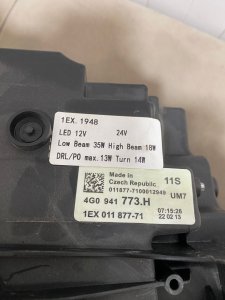 1EX. 1948
LED 12V 24V
Low Beam 35W High Beam 18W
DRL/PO max. 13W Turn 14W
Made in
Czech Republic 11S
011877-7100612949 UM7
4G0 941 773.H
07:15:26
1EX 011 877-71 22 02 13